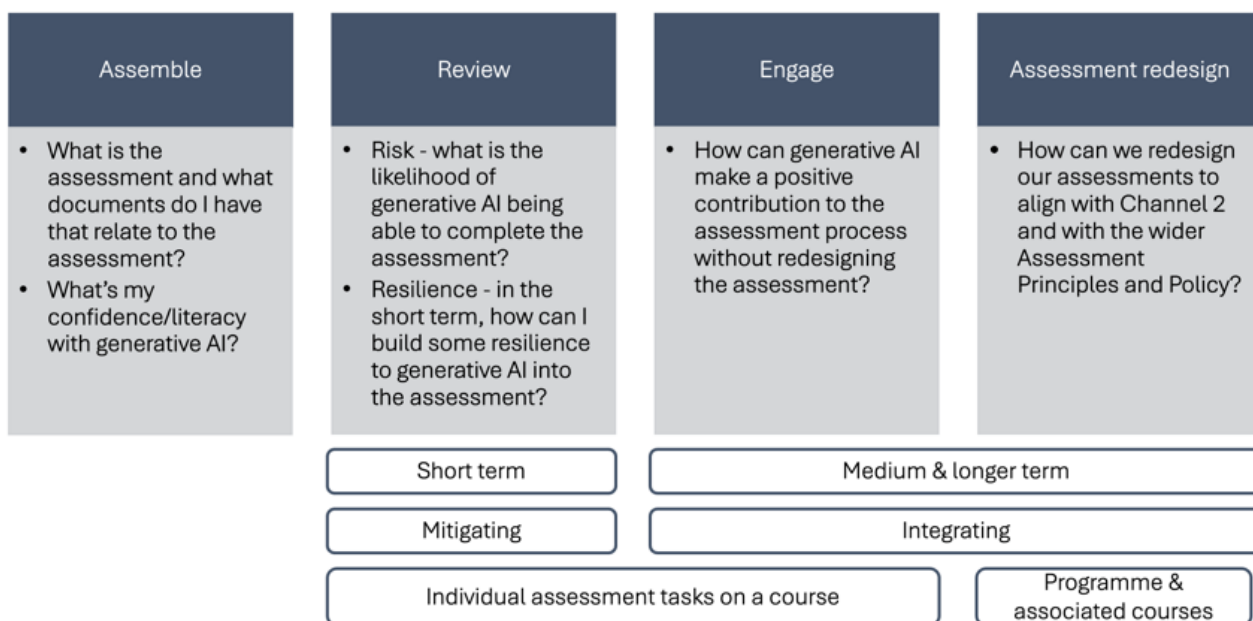 Assemble
• What is the
assessment and what
documents do I have
that relate to the
assessment?
• What’s my
confidence/literacy
with generative AI?
Review
• Risk - what is the
likelihood of
generative AI being
able to complete the
assessment?
• Resilience - in the
short term, how can I
build some resilience
to generative AI into
the assessment?
Engage
• How can generative AI
make a positive
contribution to the
assessment process
without redesigning
the assessment?
Assessment redesign
• How can we redesign
our assessments to
align with Channel 2
and with the wider
Assessment
Principles and Policy?
Short term
Medium & longer term
Mitigating
Integrating
Individual assessment tasks on a course
Programme &
associated courses